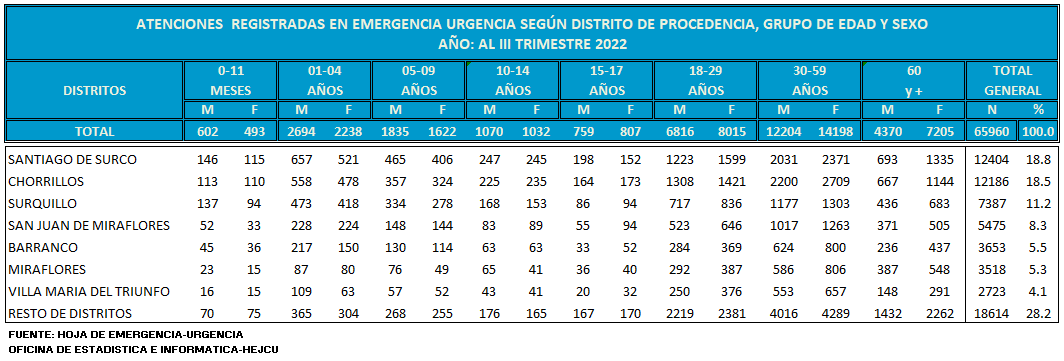 ATENCIONES REGISTRADAS EN EMERGENCIA URGENCIA SEGÚN DISTRITO DE PROCEDENCIA, GRUPO DE EDAD Y SEXO
AÑO: AL III TRIMESTRE 2022
DISTRITOS 0-11 MESES 01-04 AÑOS 05-09 AÑOS 10-14 AÑOS 15-17 AÑOS 18-29 AÑOS 30-59 AÑOS 60 y + TOTAL GENERAL
M F M F M F M F M F M F M F M F N %
TOTAL 602 493 2694 2238 1835 1622 1070 1032 759 807 6816 8015 12204 14198 4370 7205 65960 100.0
SANTIAGO DE SURCO 146 115 657 521 465 406 247 245 198 152 1223 1599 2031 2371 693 1335 12404 18.8
CHORRILLOS 113 110 558 478 357 324 225 235 164 173 1308 1421 2200 2709 667 1144 12186 18.5
SURQUILLO 137 94 473 418 334 278 168 153 86 94 717 836 1177 1303 436 683 7387 11.2
SAN JUAN DE MIRAFLORES 52 33 228 224 148 144 83 89 55 94 523 646 1017 1263 371 505 5475 8.3
BARRANCO 45 36 217 150 130 114 63 63 33 52 284 369 624 800 236 437 3653 5.5
MIRAFLORES 23 15 87 80 76 49 65 41 36 40 292 387 586 806 387 548 3518 5.3
VILLA MARIA DEL TRIUNFO 16 15 109 63 57 52 43 41 20 32 250 376 553 657 148 291 2723 4.1
RESTO DE DISTRITOS 70 75 365 304 268 255 176 165 167 170 2219 2381 4016 4289 1432 2262 18614 28.2
FUENTE: HOJA DE EMERGENCIA-URGENCIA
OFICINA DE ESTADISTICA E INFORMATICA-HEJCU